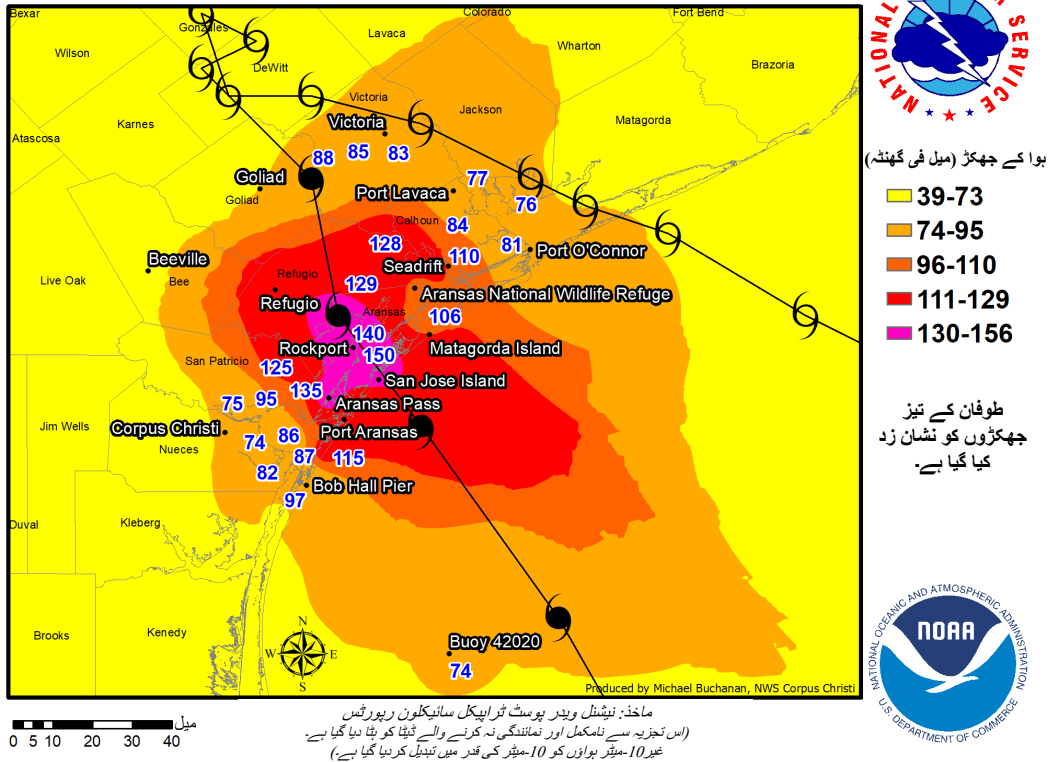 Bexar
Gonzales
Colorado
Fort Bend
Lavaca
Wharton
Wilson
DeWitt
Brazoria
Victoria
Jackson
Karnes
Matagorda
Victoria
Atascosa
88 85 83
Goliad
77
Port Lavaca
Goliad
76
Calhoun
84
128
81
Port O'Connor
110
Beeville
Seadrift
Live Oak
Bee
Refugio
129
Aransas National Wildlife Refuge
Refugio
Aransas
106
140
Rockport
150
Matagorda Island
San Patricio
125
San Jose Island
135
75 95
Aransas Pass
Jim Wells
Corpus Christi
74 86
Port Aransas
Nueces
87
115
82
Bob Hall Pier
97
Duval
Kleberg
Brooks
Kenedy
N
W E
S
Buoy 42020
74
Produced by Michael Buchanan, NWS Corpus Christi
NATIONAL
SERVICE
ہوا کے جھکڑ (میل فی گھنٹہ)
39-73
74-95
96-110
111-129
130-156
طوفان کے تیز
جھکڑوں کو نشان زد
کیا گیا ہے۔
NATIONAL OCEANIC AND ATMOSPHERIC ADMINISTRATION
NOAA
U.S. DEPARTMENT OF COMMERCE
میل
0 5 10 20 30 40
ماخذ: نیشنل ویدر پوسٹ ٹراپیکل سائیکلون رپورٹس
(اس تجزیہ سے نامکمل اور نمائندگی نہ کرنے والے ڈیٹا کو ہٹا دیا گیا ہے۔
غیر10-میٹر ہواؤں کو 10-میٹر کی قدر میں تبدیل کردیا گیا ہے۔)